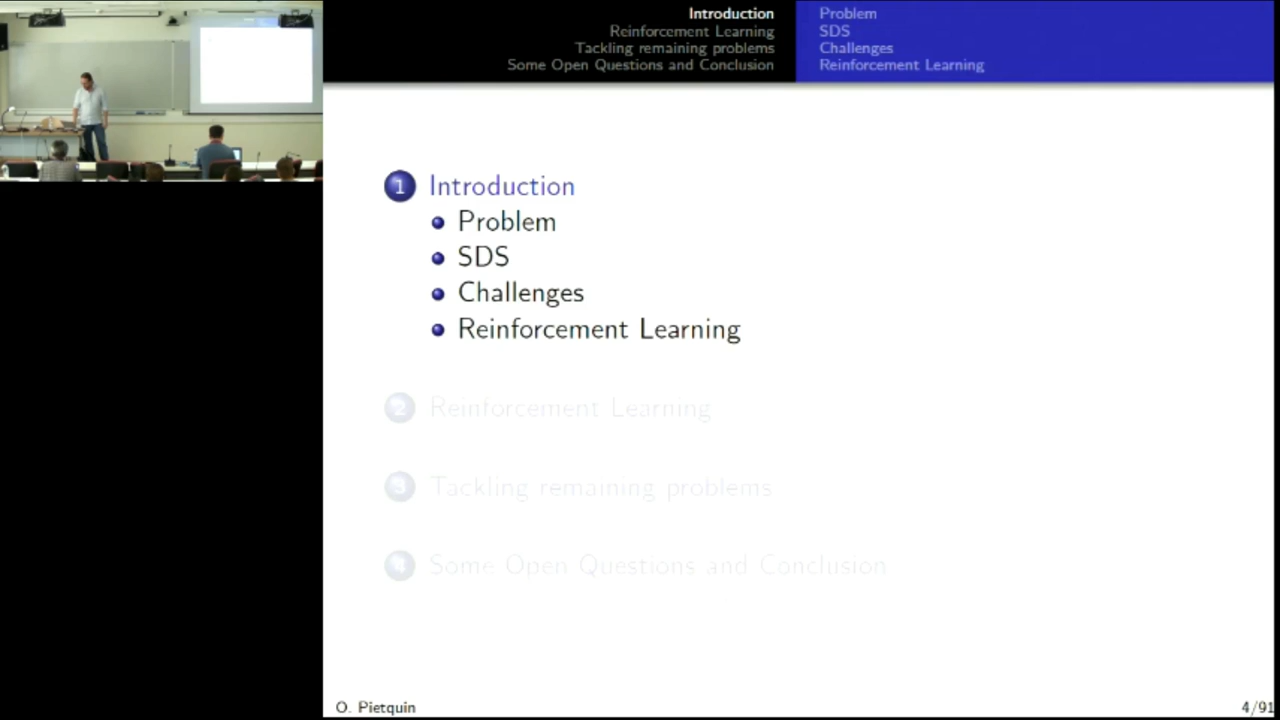 Introduction
Reinforcement Learning
Tackling remaining problems
Some Open Questions and Conclusion
Problem
SDS
Challenges
Reinforcement Learning
1 Introduction
Problem
SDS
Challenges
Reinforcement Learning
2 Reinforcement Learning
3 Tackling remaining problems
4 Some Open Questions and Conclusion
O. Pietquin
4/91